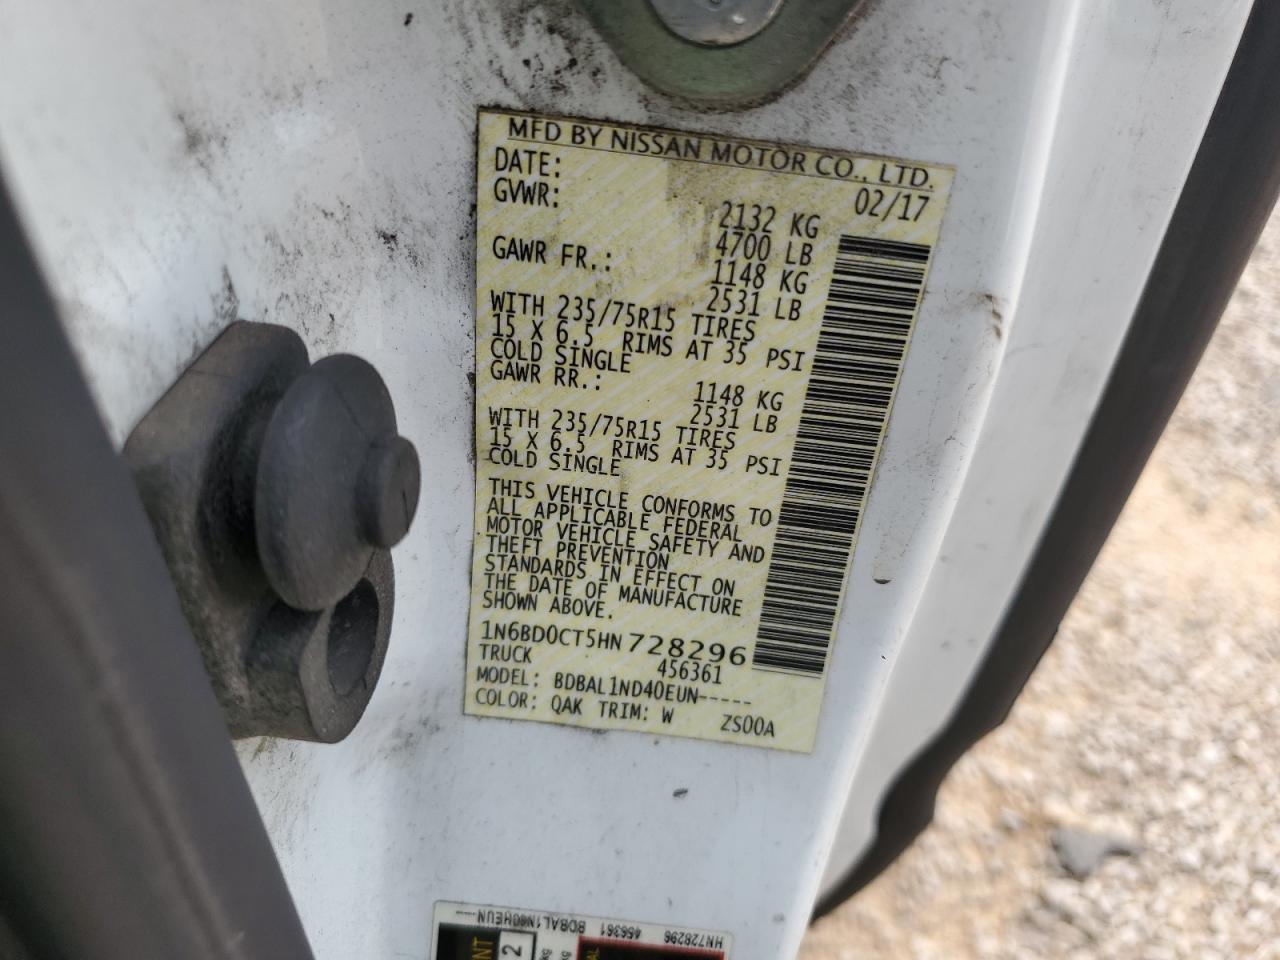 MFD BY NISSAN MOTOR CO., LTD.
DATE: 02/17
GVWR: 2132 KG
4700 LB
GAWR FR.: 1148 KG
2531 LB
WITH 235/75R15 TIRES
15 X 6.5 RIMS AT 35 PSI
COLD SINGLE
GAWR RR.: 1148 KG
2531 LB
WITH 235/75R15 TIRES
15 X 6.5 RIMS AT 35 PSI
COLD SINGLE
THIS VEHICLE CONFORMS TO
ALL APPLICABLE FEDERAL
MOTOR VEHICLE SAFETY AND
THEFT PREVENTION
STANDARDS IN EFFECT ON
THE DATE OF MANUFACTURE
SHOWN ABOVE.
1N6BD0CT5HN728296
TRUCK 456361
MODEL: BDBAL1ND40EUN-----
COLOR: QAK TRIM: W ZS00A
HN728296 456361
2